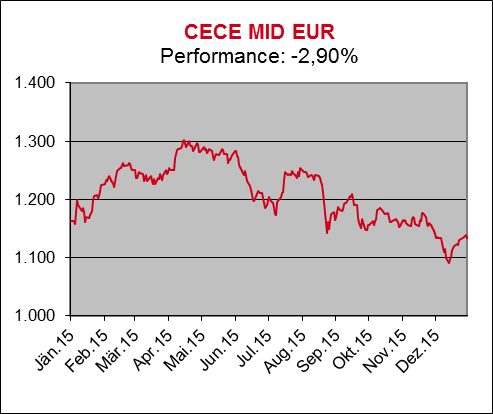 CECE MID EUR
Performance: -2,90%
1.400
1.300
1.200
1.100
1.000
Jän.15
Feb.15
Mär.15
Apr.15
Mai.15
Jun.15
Jul.15
Aug.15
Sep.15
Okt.15
Nov.15
Dez.15